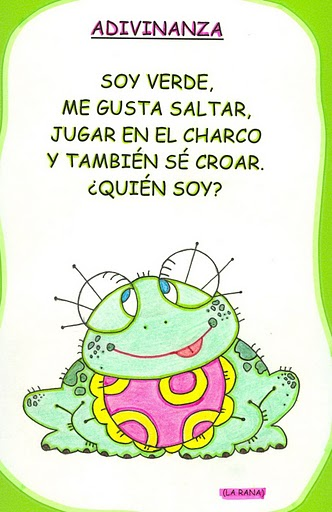 ADIVINANZA
SOY VERDE,
ME GUSTA SALTAR,
JUGAR EN EL CHARCO
Y TAMBIÉN SÉ CROAR.
¿QUIÉN SOY?
(LA RANA)